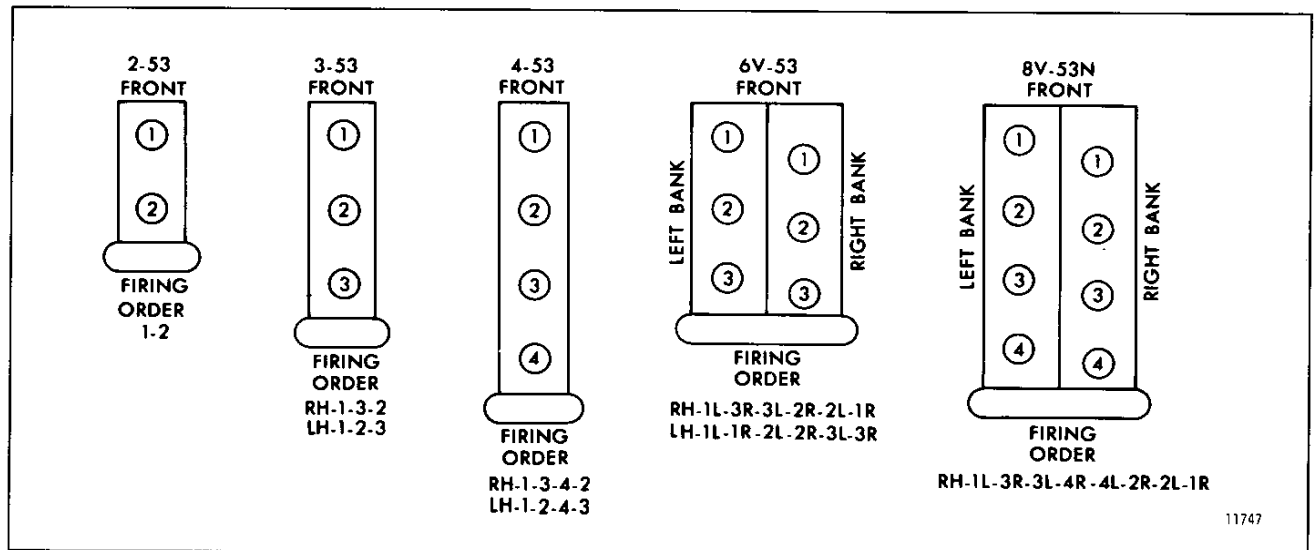 2-53
FRONT
1
2
FIRING
ORDER
1-2
3-53
FRONT
1
2
3
FIRING
ORDER
RH-1-3-2
LH-1-2-3
4-53
FRONT
1
2
3
4
FIRING
ORDER
RH-1-3-4-2
LH-1-2-4-3
6V-53
FRONT
LEFT BANK
1
2
3
1
2
3
RIGHT BANK
FIRING
ORDER
RH-1L-3R-3L-2R-2L-1R
LH-1L-1R-2L-2R-3L-3R
8V-53N
FRONT
LEFT BANK
1
2
3
4
1
2
3
4
RIGHT BANK
FIRING
ORDER
RH-1L-3R-3L-4R-4L-2R-2L-1R
11747